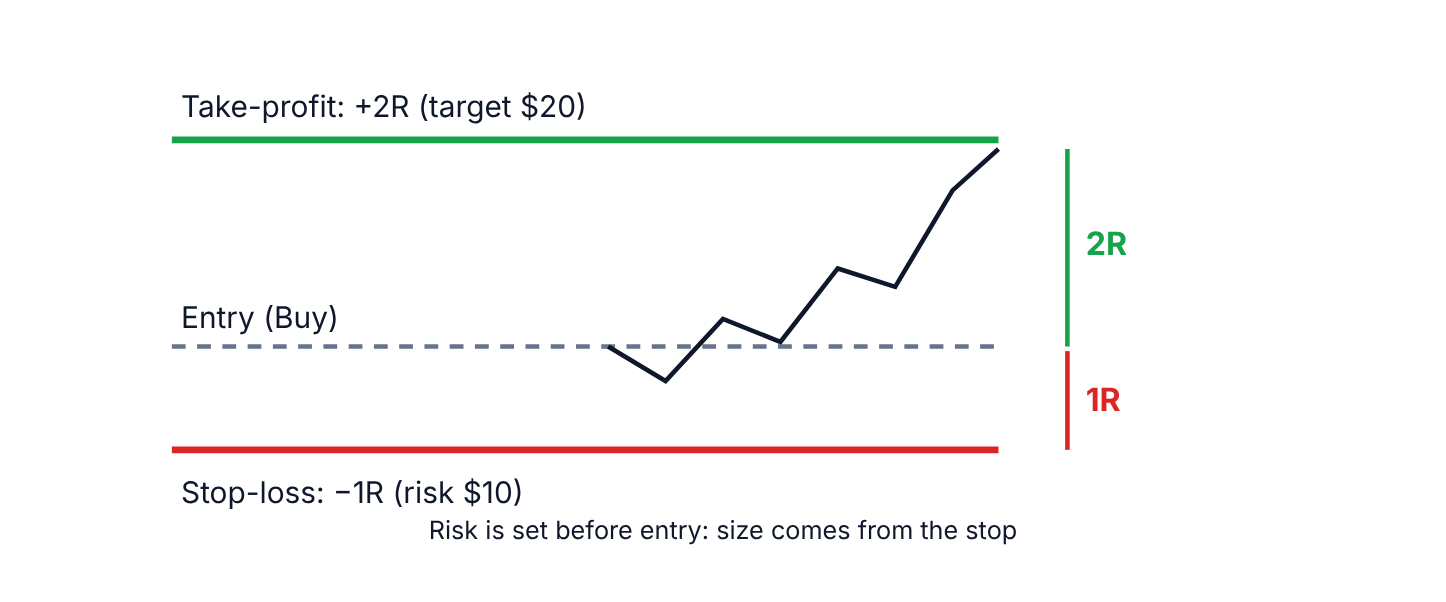 Take-profit: +2R (target $20)
2R
Entry (Buy)
1R
Stop-loss: −1R (risk $10)
Risk is set before entry: size comes from the stop